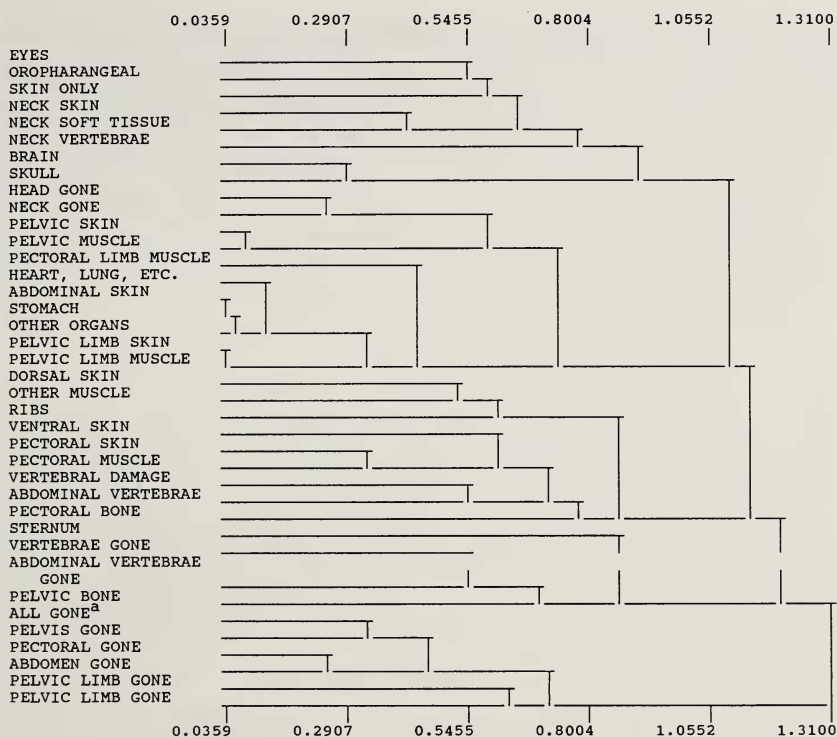 0.0359 0.2907 0.5455 0.8004 1.0552 1.3100
EYES
OROPHARANGEAL
SKIN ONLY
NECK SKIN
NECK SOFT TISSUE
NECK VERTEBRAE
BRAIN
SKULL
HEAD GONE
NECK GONE
PELVIC SKIN
PELVIC MUSCLE
PECTORAL LIMB MUSCLE
HEART, LUNG, ETC.
ABDOMINAL SKIN
STOMACH
OTHER ORGANS
PELVIC LIMB SKIN
PELVIC LIMB MUSCLE
DORSAL SKIN
OTHER MUSCLE
RIBS
VENTRAL SKIN
PECTORAL SKIN
PECTORAL MUSCLE
VERTEBRAL DAMAGE
ABDOMINAL VERTEBRAE
PECTORAL BONE
STERNUM
VERTEBRAE GONE
ABDOMINAL VERTEBRAE
GONE
PELVIC BONE
ALL GONEa
PELVIS GONE
PECTORAL GONE
ABDOMEN GONE
PELVIC LIMB GONE
PELVIC LIMB GONE
0.0359 0.2907 0.5455 0.8004 1.0552 1.3100